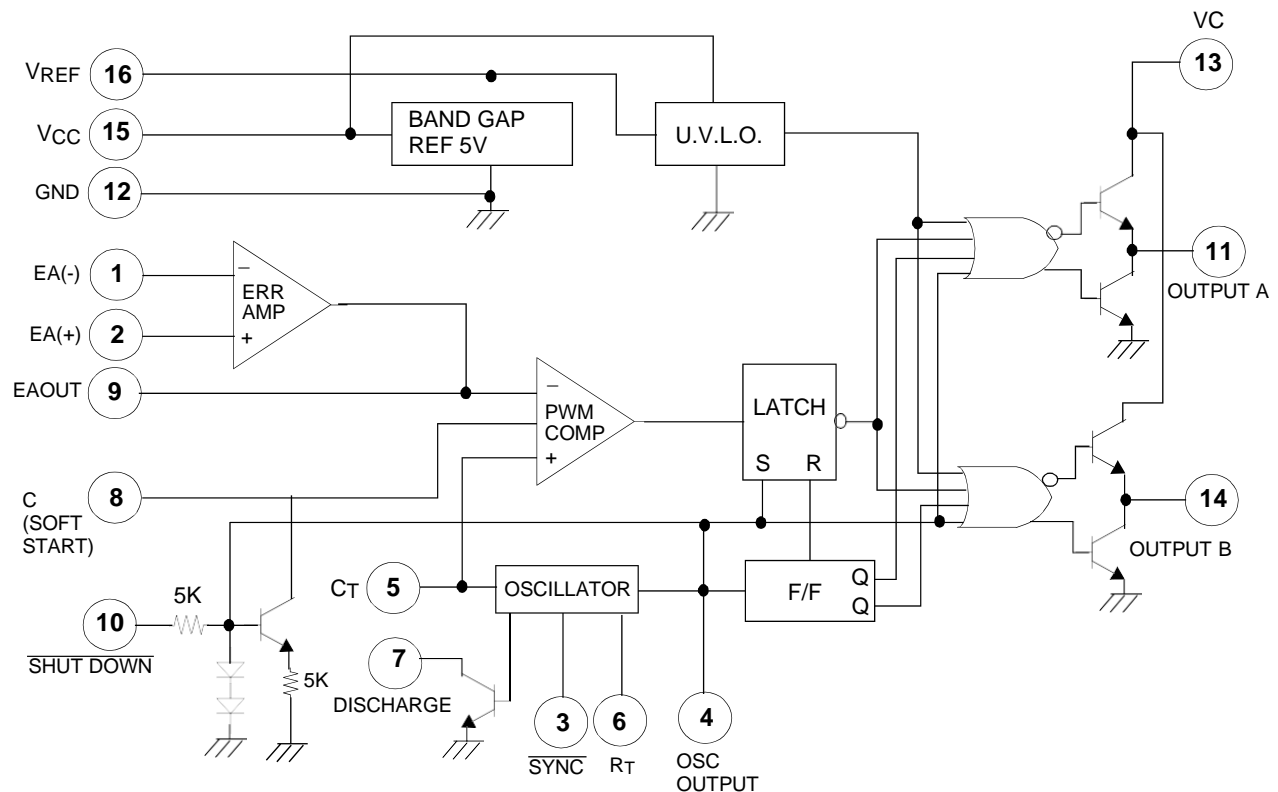 VC
VREF 16
13
VCC 15
BAND GAP
REF 5V
U.V.L.O.
GND 12
EA(-) 1
−
ERR
AMP
+
EA(+) 2
11
OUTPUT A
EAOUT 9
−
PWM
COMP
+
LATCH
S R
C
(SOFT
START)
8
14
OUTPUT B
CT 5
OSCILLATOR
F/F
Q
Q
5K
10
SHUT DOWN
5K
7
DISCHARGE
3
SYNC
6
RT
4
OSC
OUTPUT